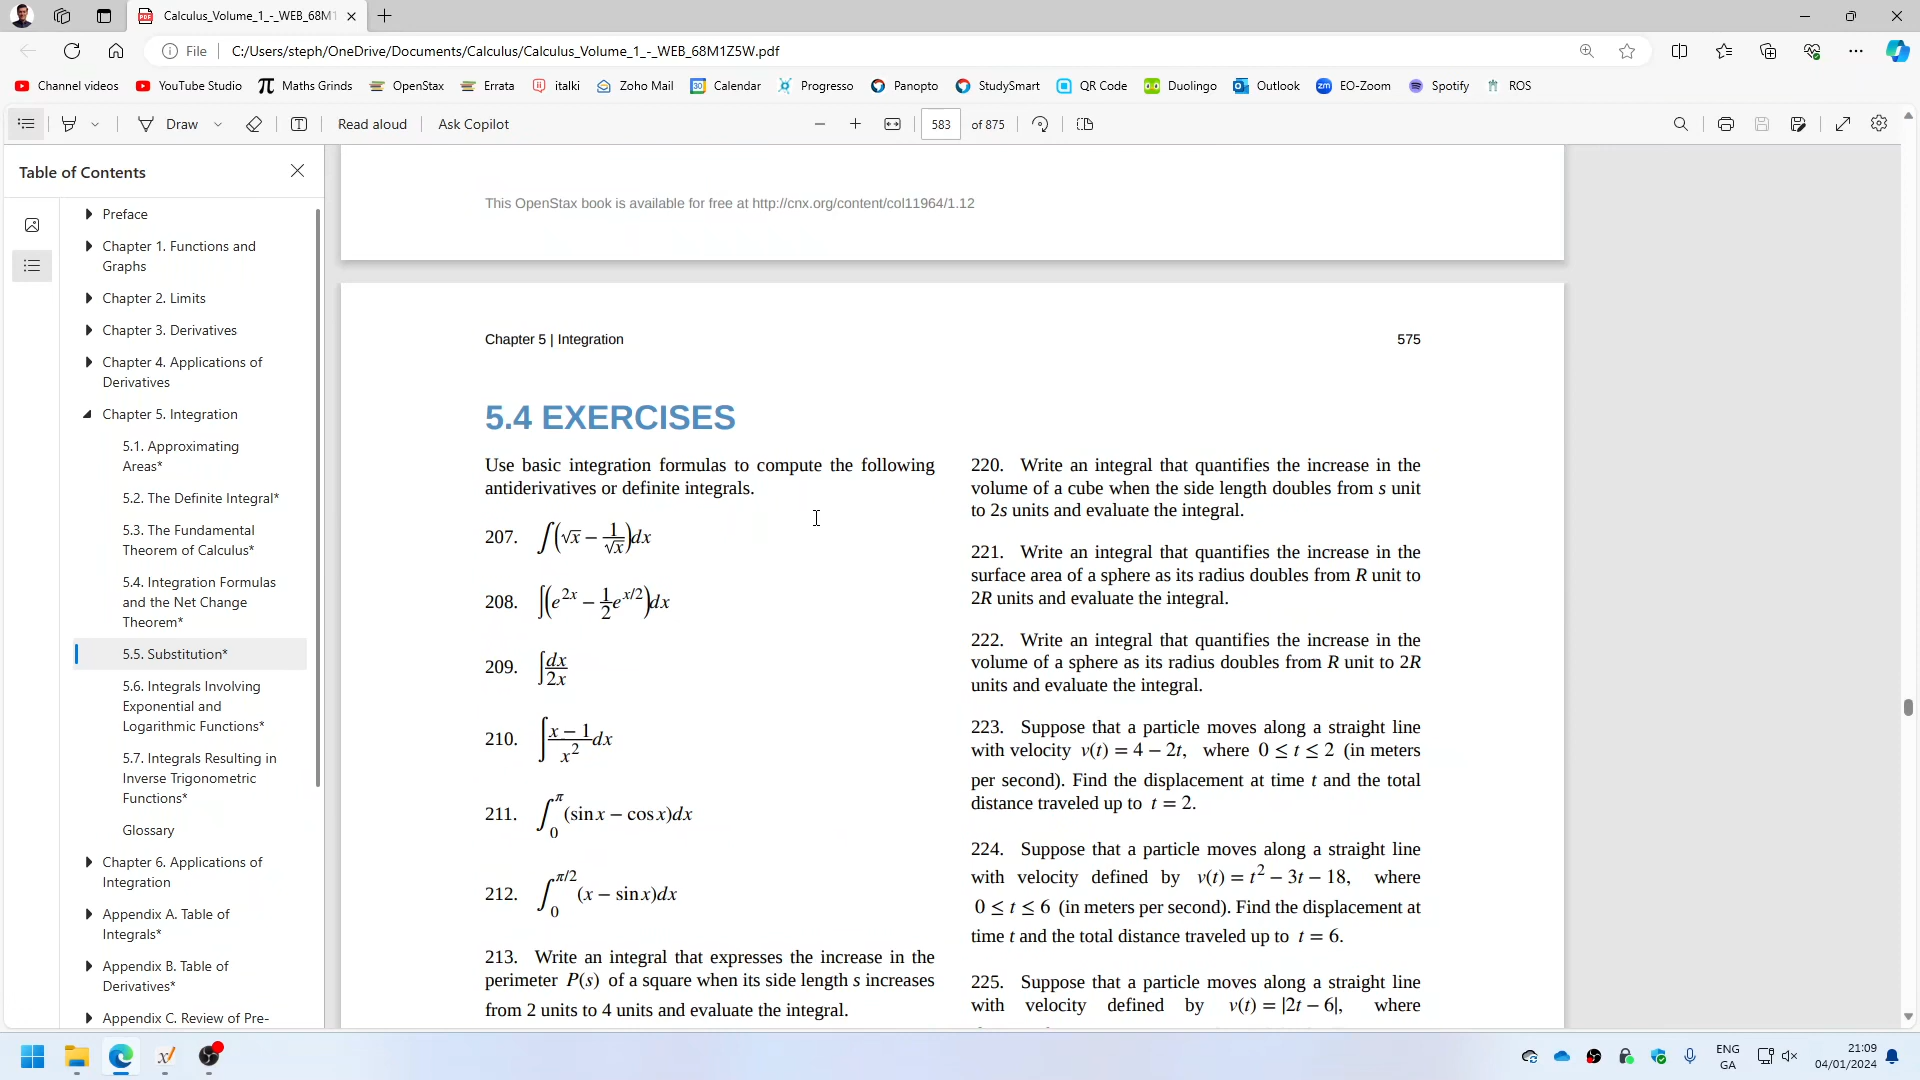 Calculus_Volume_1_-_WEB_68M1
File
C:/Users/steph/OneDrive/Documents/Calculus/Calculus_Volume_1_-_WEB_68M1Z5W.pdf
Channel videos
YouTube Studio
Maths Grinds
OpenStax
Errata
italki
Zoho Mail
Calendar
Progresso
Panopto
StudySmart
QR Code
Duolingo
Outlook
EO-Zoom
Spotify
ROS
Draw
Read aloud
Ask Copilot
583 of 875
Table of Contents
Preface
Chapter 1. Functions and
Graphs
Chapter 2. Limits
Chapter 3. Derivatives
Chapter 4. Applications of
Derivatives
Chapter 5. Integration
5.1. Approximating
Areas*
5.2. The Definite Integral*
5.3. The Fundamental
Theorem of Calculus*
5.4. Integration Formulas
and the Net Change
Theorem*
5.5. Substitution*
5.6. Integrals Involving
Exponential and
Logarithmic Functions*
5.7. Integrals Resulting in
Inverse Trigonometric
Functions*
Glossary
Chapter 6. Applications of
Integration
Appendix A. Table of
Integrals*
Appendix B. Table of
Derivatives*
Appendix C. Review of Pre-
This OpenStax book is available for free at http://cnx.org/content/col11964/1.12
Chapter 5 | Integration
575
5.4 EXERCISES
Use basic integration formulas to compute the following
antiderivatives or definite integrals.
207. ∫(√x − 1/√x)dx
208. ∫(e^{2x} − 1/2 e^{x/2})dx
209. ∫dx/2x
210. ∫(x − 1)/x² dx
211. ∫₀^π (sin x − cos x)dx
212. ∫₀^{π/2} (x − sin x)dx
213. Write an integral that expresses the increase in the
perimeter P(s) of a square when its side length s increases
from 2 units to 4 units and evaluate the integral.
220. Write an integral that quantifies the increase in the
volume of a cube when the side length doubles from s unit
to 2s units and evaluate the integral.
221. Write an integral that quantifies the increase in the
surface area of a sphere as its radius doubles from R unit to
2R units and evaluate the integral.
222. Write an integral that quantifies the increase in the
volume of a sphere as its radius doubles from R unit to 2R
units and evaluate the integral.
223. Suppose that a particle moves along a straight line
with velocity v(t) = 4 − 2t, where 0 ≤ t ≤ 2 (in meters
per second). Find the displacement at time t and the total
distance traveled up to t = 2.
224. Suppose that a particle moves along a straight line
with velocity defined by v(t) = t² − 3t − 18, where
0 ≤ t ≤ 6 (in meters per second). Find the displacement at
time t and the total distance traveled up to t = 6.
225. Suppose that a particle moves along a straight line
with velocity defined by v(t) = |2t − 6|, where
ENG
GA
21:09
04/01/2024